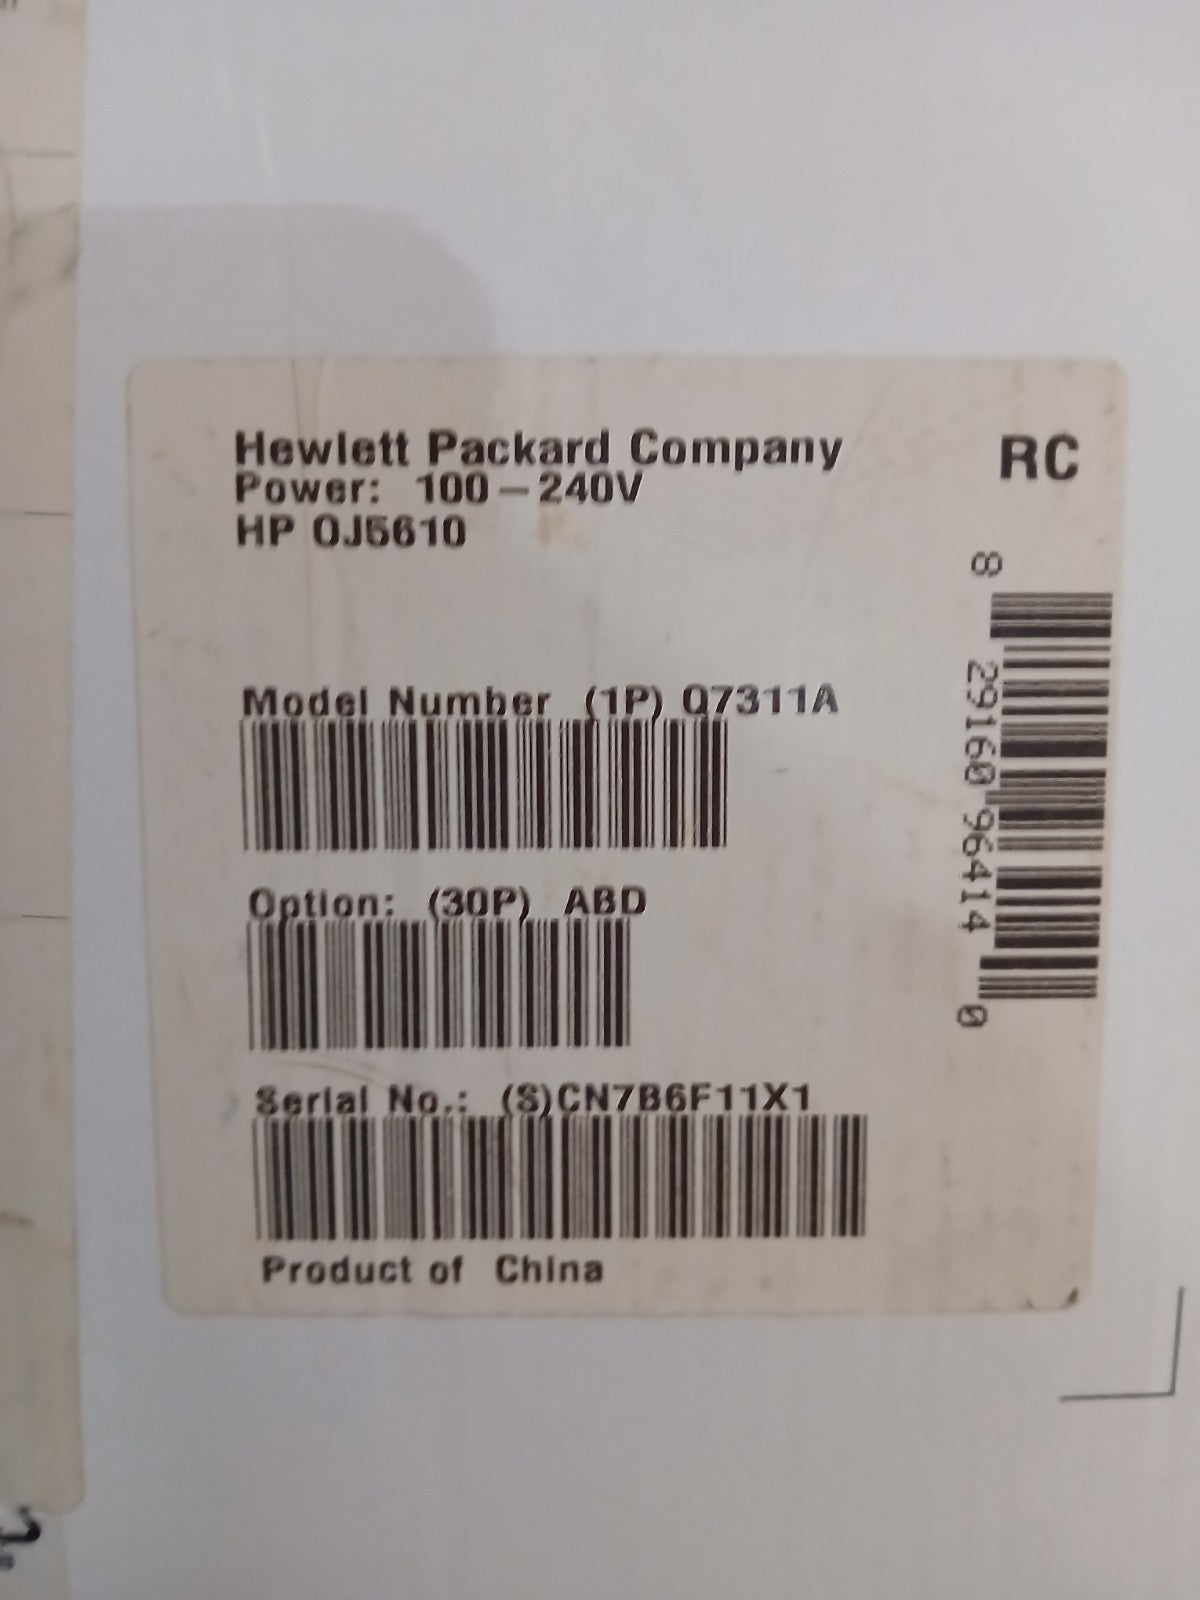 Hewlett Packard Company
RC
Power: 100-240V
HP OJ5610
Model Number (1P) Q7311A
Option: (30P) ABD
Serial No.: (S)CN7B6F11X1
Product of China
8 29160 96414 0